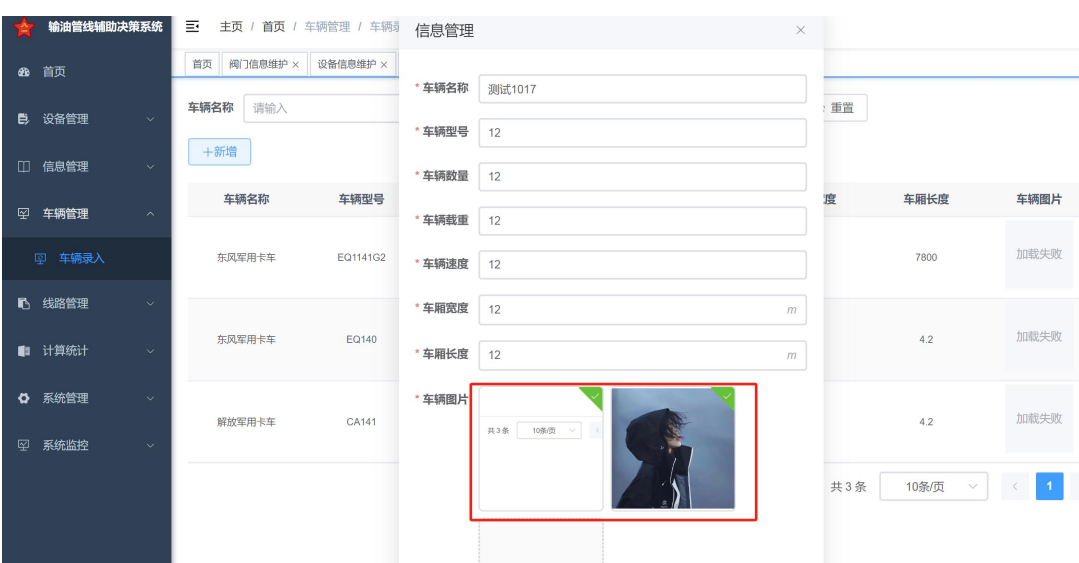 输油管线辅助决策系统
首页
设备管理
信息管理
车辆管理
车辆录入
线路管理
计算统计
系统管理
系统监控
主页 / 首页 / 车辆管理 / 车辆
首页 阀门信息维护 × 设备信息维护 ×
车辆名称 请输入
重置
+新增
车辆名称 车辆型号 度 车厢长度 车辆图片
东风军用卡车 EQ1141G2 7800 加载失败
东风军用卡车 EQ140 4.2 加载失败
解放军用卡车 CA141 4.2 加载失败
共 3 条 10条/页 < 1
信息管理 ×
* 车辆名称 测试1017
* 车辆型号 12
* 车辆数量 12
* 车辆载重 12
* 车辆速度 12
* 车厢宽度 12 m
* 车厢长度 12 m
* 车辆图片
共 3 条 10条/页